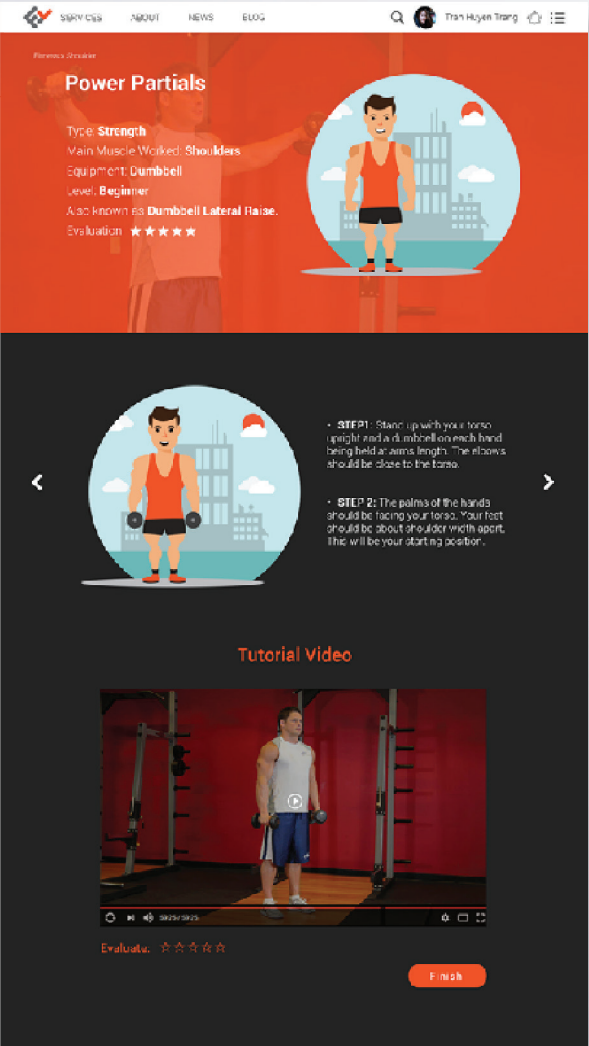 SERVICES ABOUT NEWS BLOG Tran Huyen Trang
Power Partials
Type: Strength
Main Muscle Worked: Shoulders
Equipment: Dumbbell
Level: Beginner
Also known as Dumbbell Lateral Raise.
Evaluation
• STEP1: Stand up with your torso
upright and a dumbbell on each hand
being held at arms length. The elbows
should be close to the torso.
• STEP 2: The palms of the hands
should be facing your torso. Your feet
should be about shoulder width apart.
This will be your starting position.
Tutorial Video
59:25 / 59:25
Evaluate:
Finish